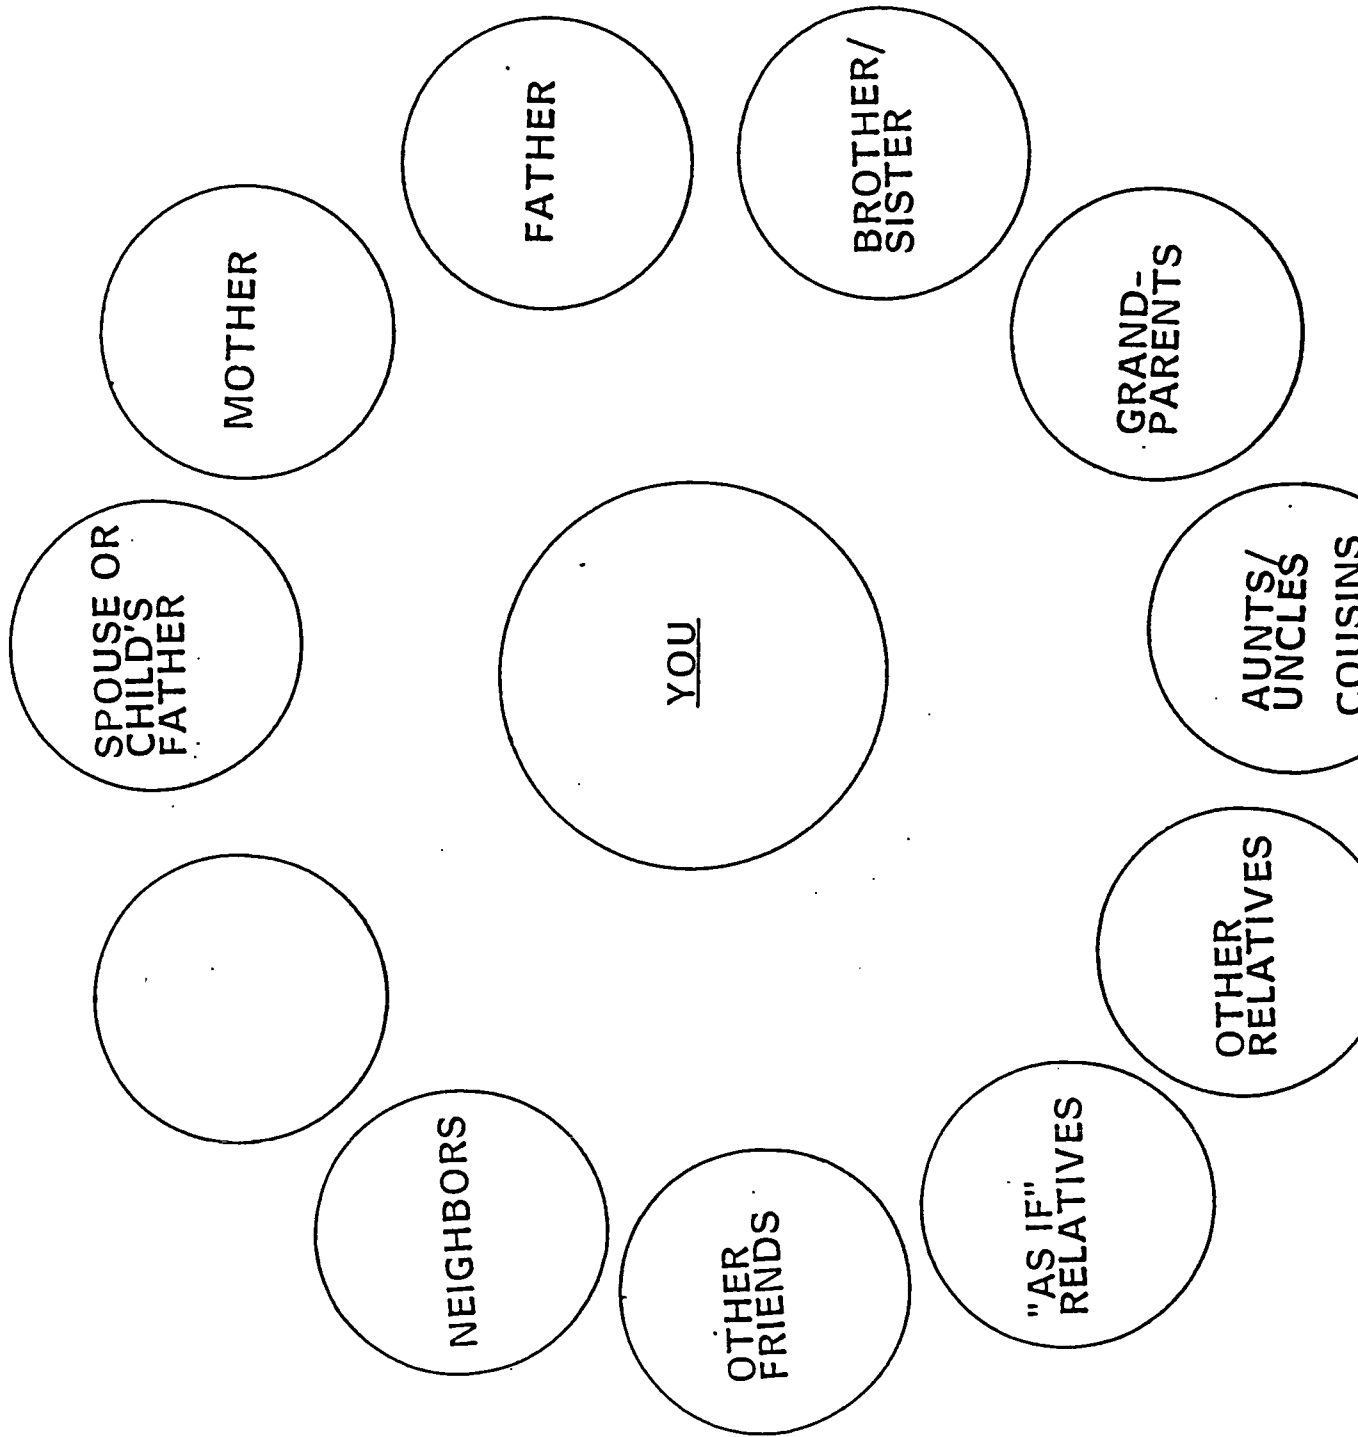 SPOUSE OR
CHILD'S
FATHER
MOTHER
FATHER
BROTHER/
SISTER
GRAND-
PARENTS
AUNTS/
UNCLES
COUSINS
OTHER
RELATIVES
"AS IF"
RELATIVES
OTHER
FRIENDS
NEIGHBORS
YOU